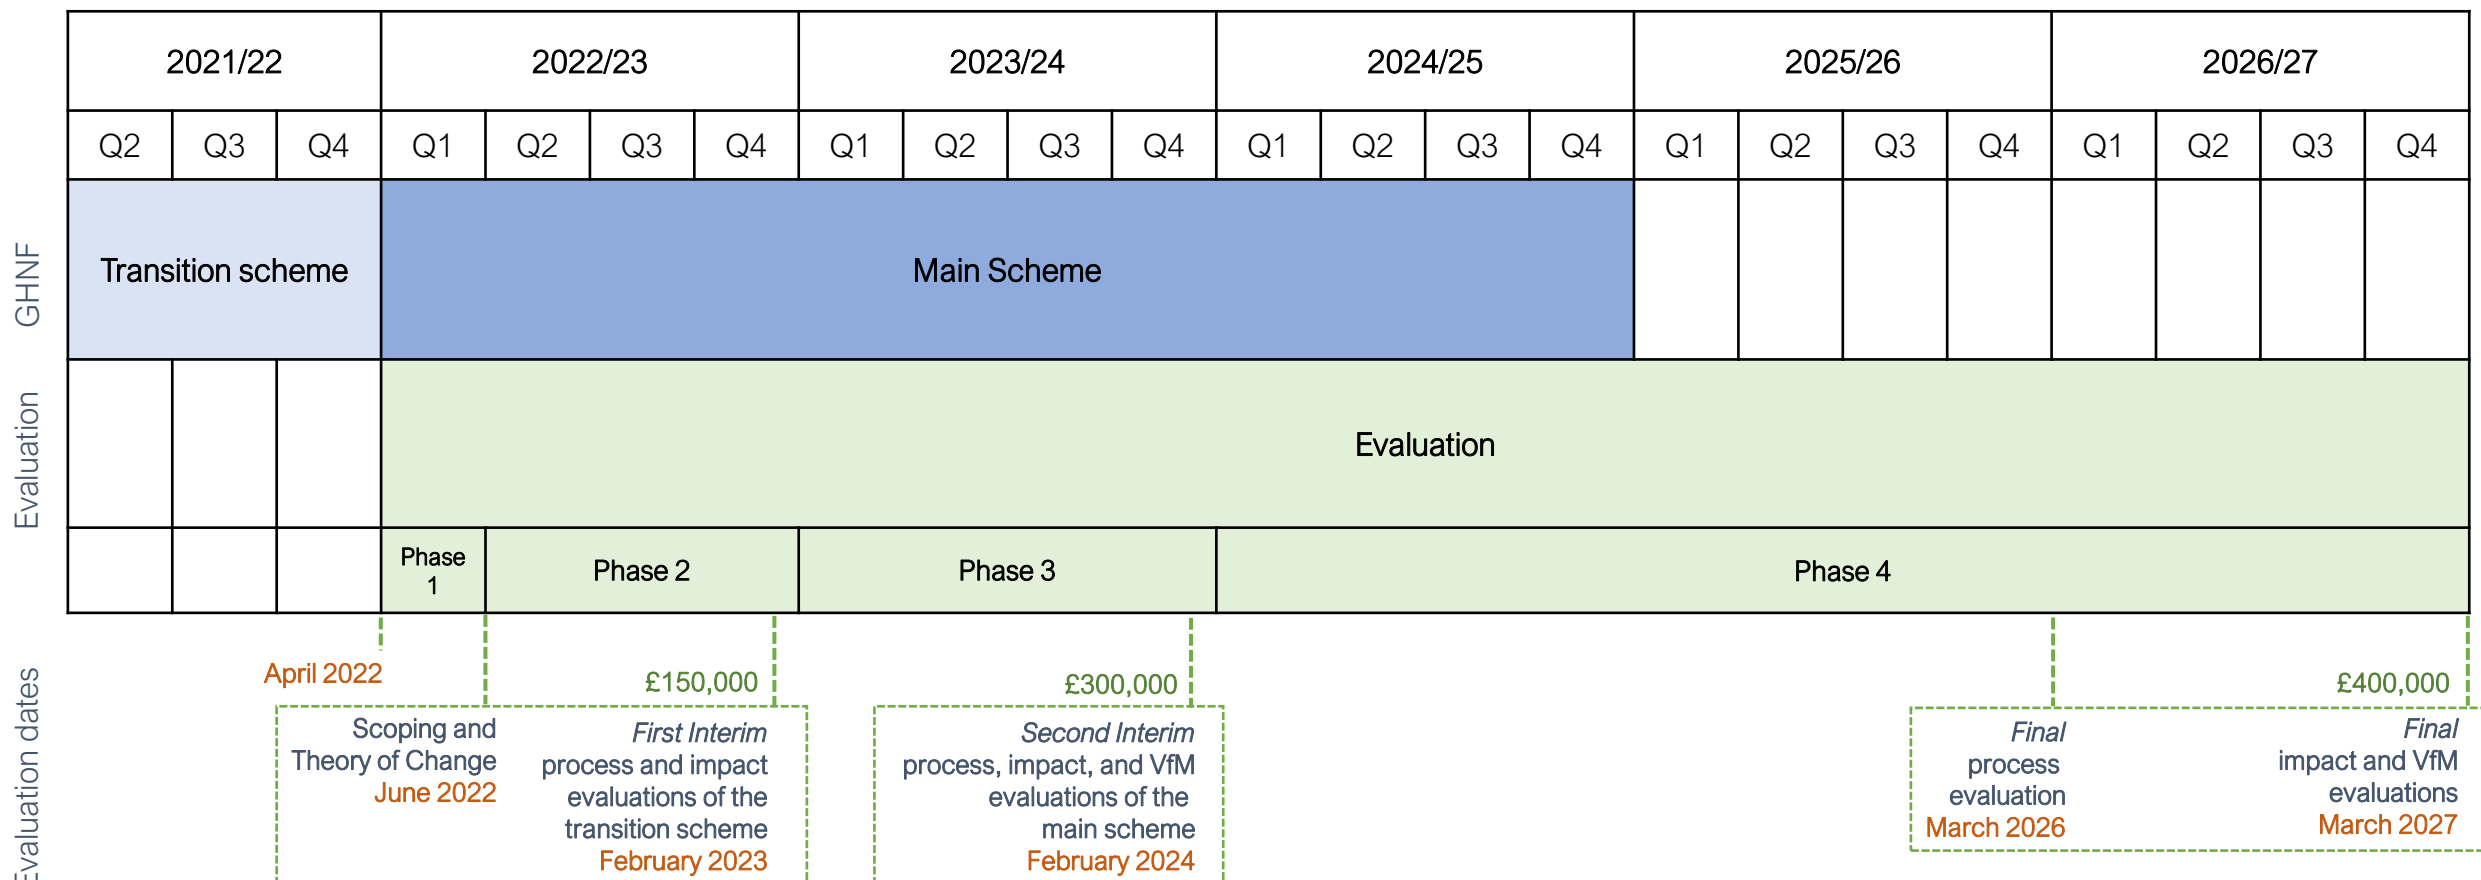 2021/22 2022/23 2023/24 2024/25 2025/26 2026/27
Q2 Q3 Q4 Q1 Q2 Q3 Q4 Q1 Q2 Q3 Q4 Q1 Q2 Q3 Q4 Q1 Q2 Q3 Q4 Q1 Q2 Q3 Q4
GHNF
Transition scheme
Main Scheme
Evaluation
Evaluation
Phase
1
Phase 2
Phase 3
Phase 4
Evaluation dates
April 2022
Scoping and
Theory of Change
June 2022
£150,000
First Interim
process and impact
evaluations of the
transition scheme
February 2023
£300,000
Second Interim
process, impact, and VfM
evaluations of the
main scheme
February 2024
Final
process
evaluation
March 2026
£400,000
Final
impact and VfM
evaluations
March 2027